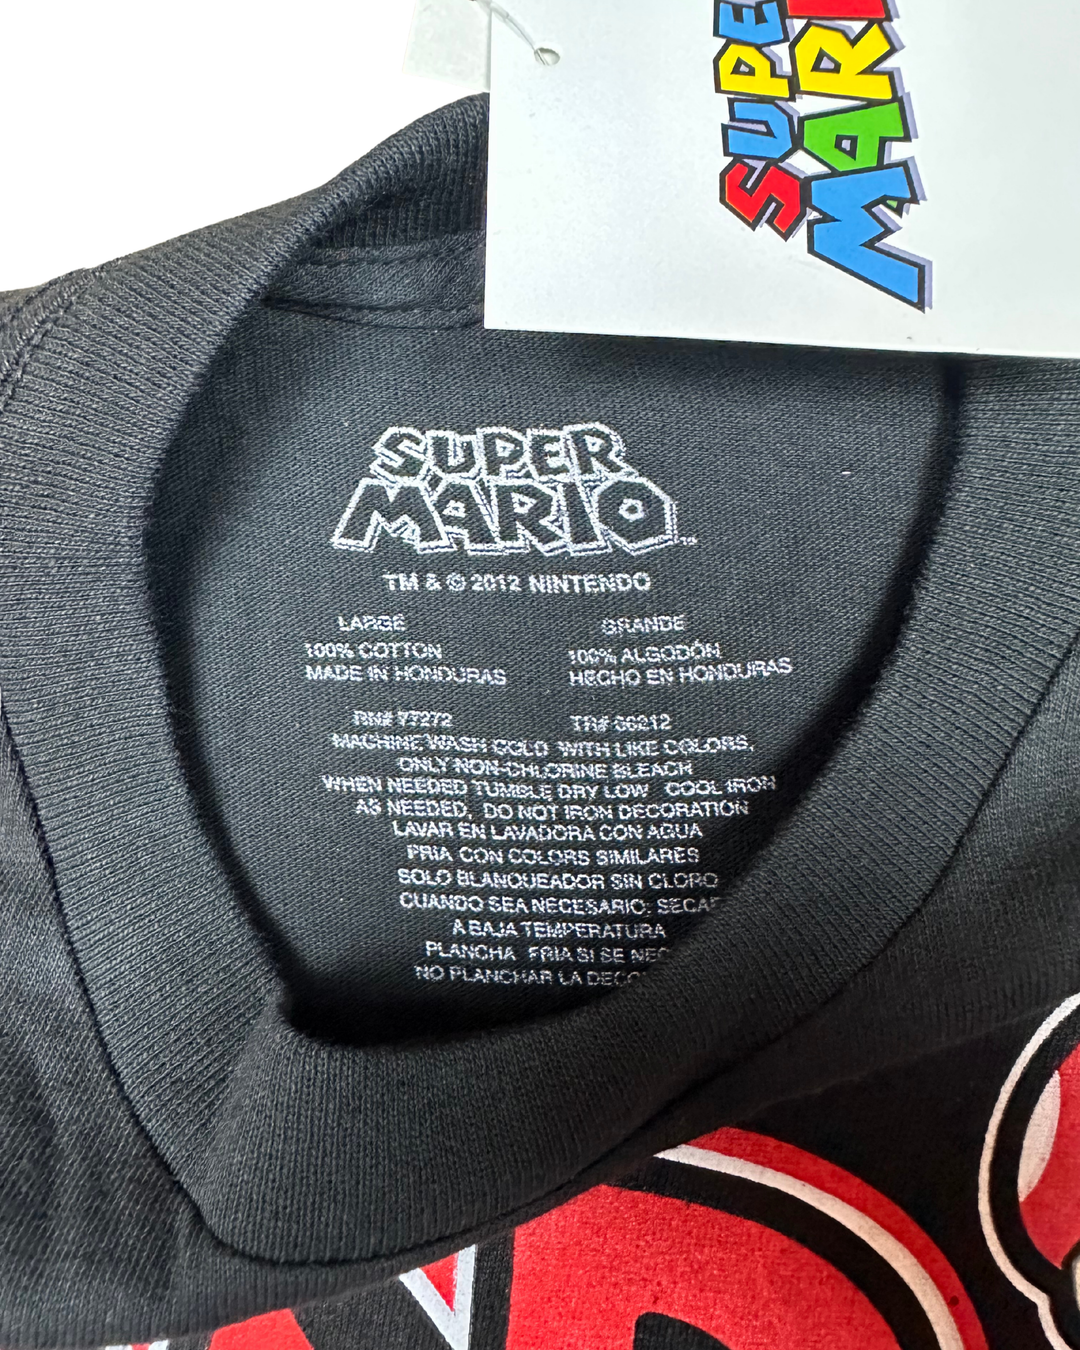 SUPER
MARIO
SUPER
MARIO™
TM & © 2012 NINTENDO
LARGE GRANDE
100% COTTON 100% ALGODÓN
MADE IN HONDURAS HECHO EN HONDURAS
RN# 77272 TR# 86212
MACHINE WASH COLD WITH LIKE COLORS,
ONLY NON-CHLORINE BLEACH
WHEN NEEDED TUMBLE DRY LOW COOL IRON
AS NEEDED, DO NOT IRON DECORATION
LAVAR EN LAVADORA CON AGUA
FRIA CON COLORS SIMILARES
SOLO BLANQUEADOR SIN CLORO
CUANDO SEA NECESARIO; SECAR
A BAJA TEMPERATURA
PLANCHA FRIA SI SE NEC
NO PLANCHAR LA DECO